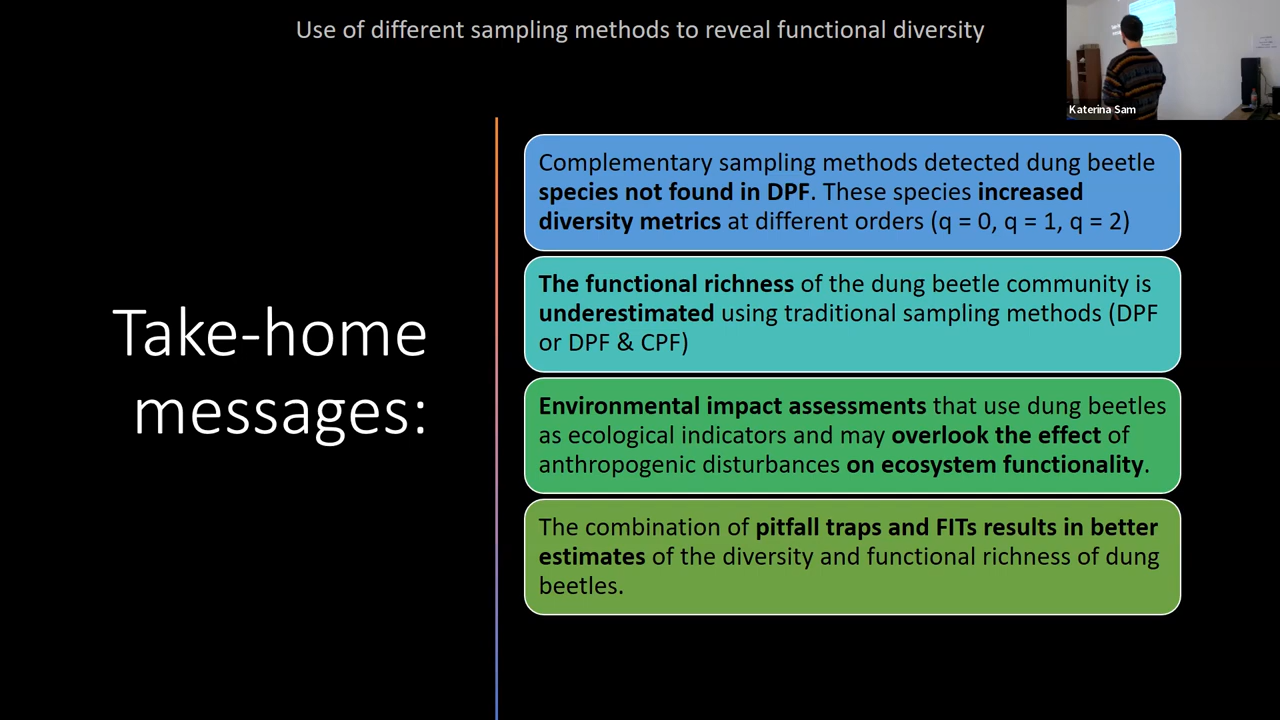 Use of different sampling methods to reveal functional diversity
Katerina Sam
Take-home
messages:
Complementary sampling methods detected dung beetle
species not found in DPF. These species increased
diversity metrics at different orders (q = 0, q = 1, q = 2)
The functional richness of the dung beetle community is
underestimated using traditional sampling methods (DPF
or DPF & CPF)
Environmental impact assessments that use dung beetles
as ecological indicators and may overlook the effect of
anthropogenic disturbances on ecosystem functionality.
The combination of pitfall traps and FITs results in better
estimates of the diversity and functional richness of dung
beetles.